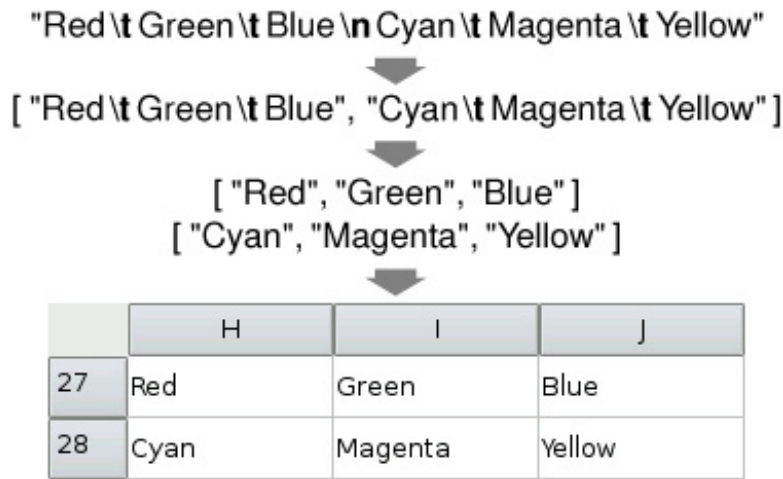 "Red \t Green \t Blue \n Cyan \t Magenta \t Yellow"
[ "Red \t Green \t Blue", "Cyan \t Magenta \t Yellow" ]
[ "Red", "Green", "Blue" ]
[ "Cyan", "Magenta", "Yellow" ]
H I J
27 Red Green Blue
28 Cyan Magenta Yellow